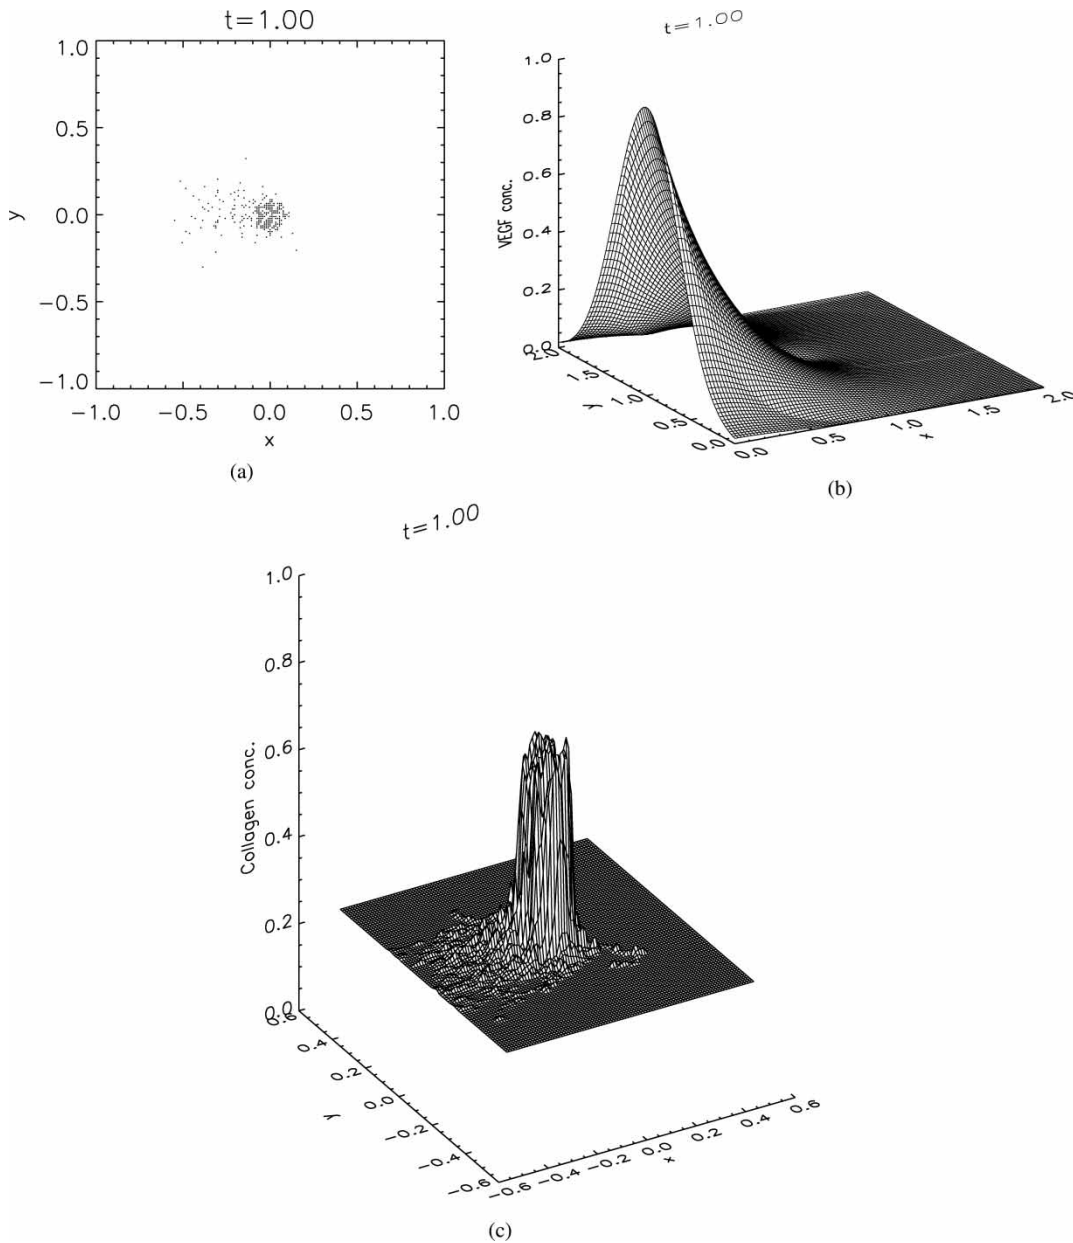 t=1.00
1.0
0.5
0.0
−0.5
−1.0
y
−1.0 −0.5 0.0 0.5 1.0
x
(a)
t=1.00
1.0
0.8
0.6
0.4
0.2
0.0
VEGF conc.
2.0 1.5 1.0 0.5 0.0
y
0.0 0.5 1.0 1.5 2.0
x
(b)
t=1.00
1.0
0.8
0.6
0.4
0.2
0.0
Collagen conc.
0.6 0.4 0.2 0.0 −0.2 −0.4 −0.6
y
−0.6 −0.4 −0.2 0.0 0.2 0.4 0.6
x
(c)